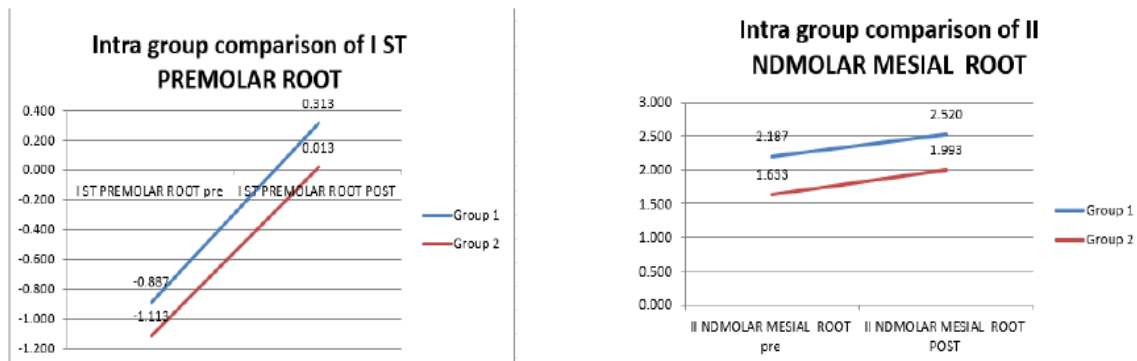 Intra group comparison of I ST
PREMOLAR ROOT
0.400
0.200
0.000
-0.200
-0.400
-0.600
-0.800
-1.000
-1.200
0.313
0.013
I ST PREMOLAR ROOT pre
I ST PREMOLAR ROOT POST
-0.887
-1.113
Group 1
Group 2
Intra group comparison of II
NDMOLAR MESIAL ROOT
3.000
2.500
2.000
1.500
1.000
0.500
0.000
2.187
2.520
1.633
1.993
II NDMOLAR MESIAL ROOT
pre
II NDMOLAR MESIAL ROOT
POST
Group 1
Group 2